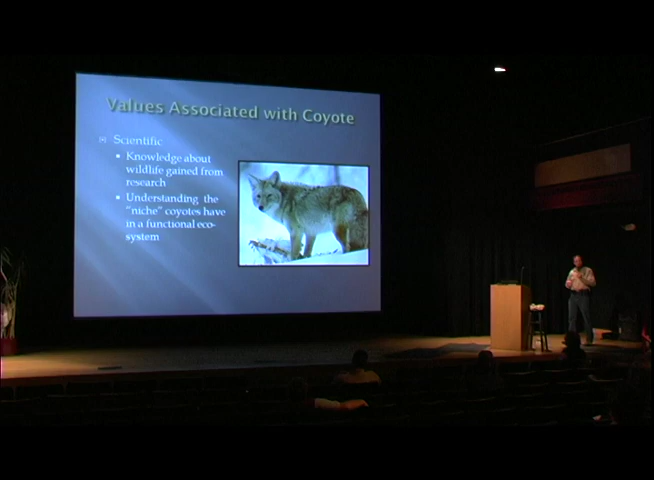 Values Associated with Coyote
Scientific
Knowledge about
wildlife gained from
research
Understanding the
"niche" coyotes have
in a functional eco-
system